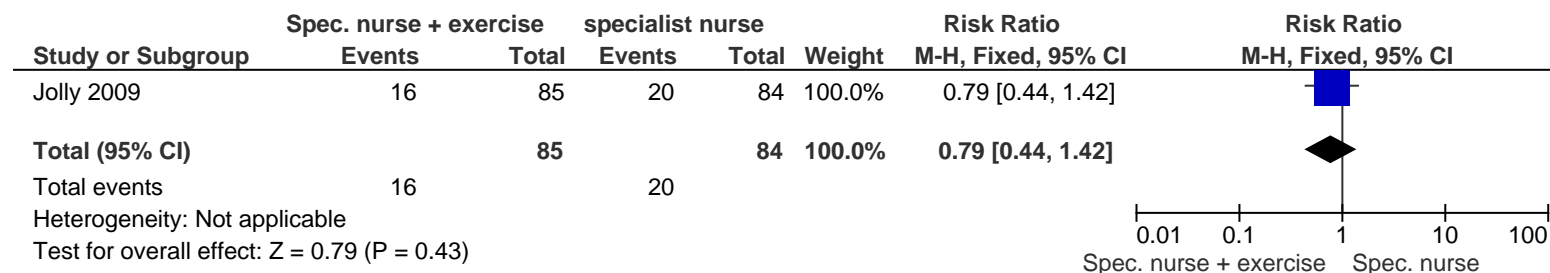 Spec. nurse + exercise specialist nurse Risk Ratio Risk Ratio
Study or Subgroup Events Total Events Total Weight M-H, Fixed, 95% CI M-H, Fixed, 95% CI
Jolly 2009 16 85 20 84 100.0% 0.79 [0.44, 1.42]
Total (95% CI) 85 84 100.0% 0.79 [0.44, 1.42]
Total events 16 20
Heterogeneity: Not applicable
Test for overall effect: Z = 0.79 (P = 0.43)
0.01 0.1 1 10 100
Spec. nurse + exercise Spec. nurse